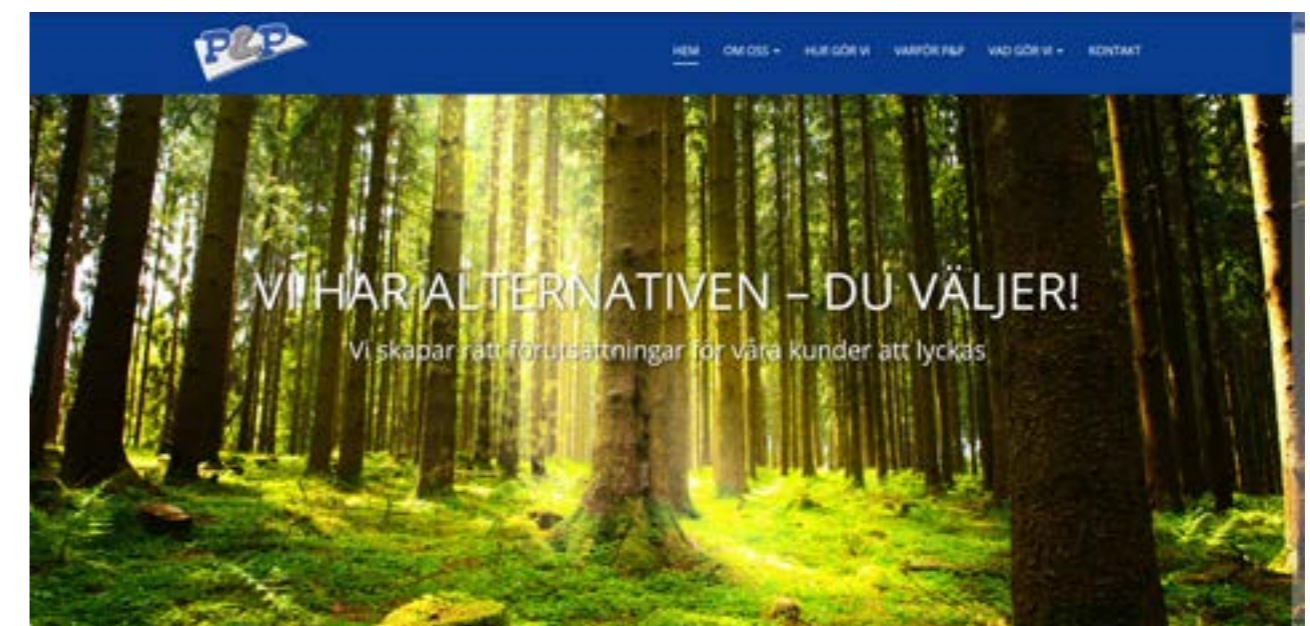 P&P
HEM OM OSS HUR GÖR VI VARFÖR P&P VAD GÖR VI KONTAKT
VI HAR ALTERNATIVEN – DU VÄLJER!
Vi skapar rätt förutsättningar för våra kunder att lyckas